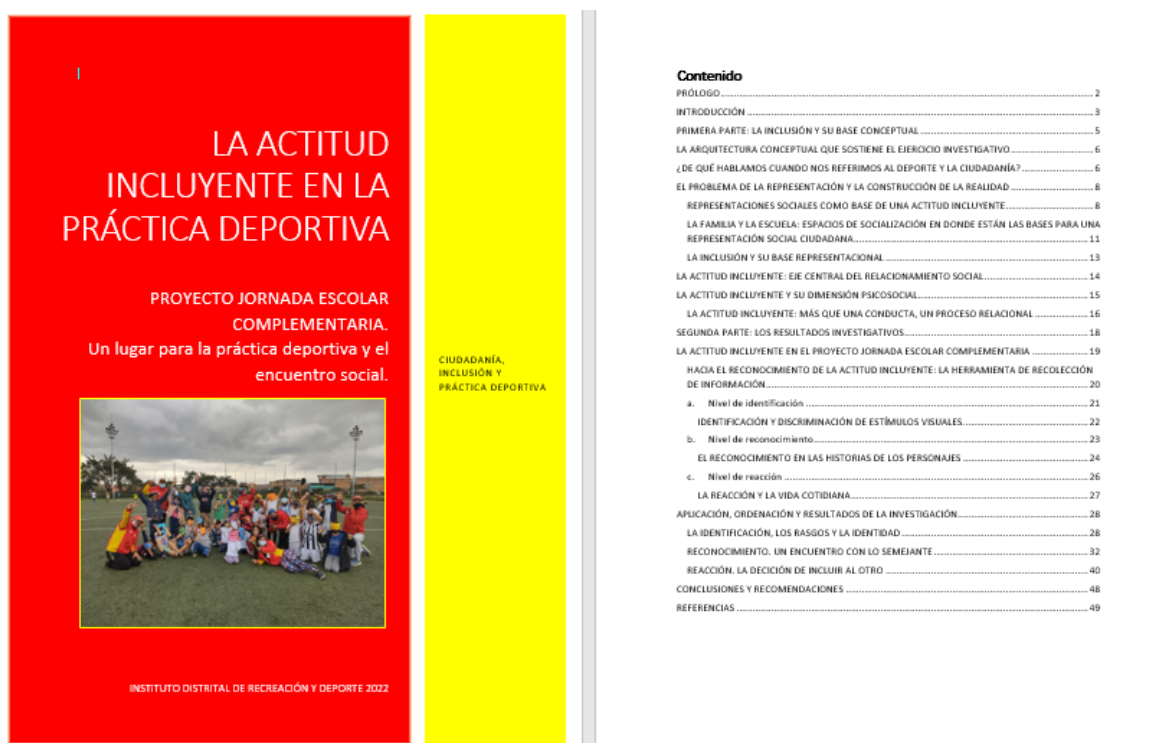 LA ACTITUD
INCLUYENTE EN LA
PRÁCTICA DEPORTIVA
PROYECTO JORNADA ESCOLAR
COMPLEMENTARIA.
Un lugar para la práctica deportiva y el
encuentro social.
INSTITUTO DISTRITAL DE RECREACIÓN Y DEPORTE 2022
CIUDADANÍA,
INCLUSIÓN Y
PRÁCTICA DEPORTIVA
Contenido
PRÓLOGO 2
INTRODUCCIÓN 3
PRIMERA PARTE: LA INCLUSIÓN Y SU BASE CONCEPTUAL 5
LA ARQUITECTURA CONCEPTUAL QUE SOSTIENE EL EJERCICIO INVESTIGATIVO 6
¿DE QUÉ HABLAMOS CUANDO NOS REFERIMOS AL DEPORTE Y LA CIUDADANÍA? 6
EL PROBLEMA DE LA REPRESENTACIÓN Y LA CONSTRUCCIÓN DE LA REALIDAD 8
REPRESENTACIONES SOCIALES COMO BASE DE UNA ACTITUD INCLUYENTE 8
LA FAMILIA Y LA ESCUELA: ESPACIOS DE SOCIALIZACIÓN EN DONDE ESTÁN LAS BASES PARA UNA
REPRESENTACIÓN SOCIAL CIUDADANA 11
LA INCLUSIÓN Y SU BASE REPRESENTACIONAL 13
LA ACTITUD INCLUYENTE: EJE CENTRAL DEL RELACIONAMIENTO SOCIAL 14
LA ACTITUD INCLUYENTE Y SU DIMENSIÓN PSICOSOCIAL 15
LA ACTITUD INCLUYENTE: MÁS QUE UNA CONDUCTA, UN PROCESO RELACIONAL 16
SEGUNDA PARTE: LOS RESULTADOS INVESTIGATIVOS 18
LA ACTITUD INCLUYENTE EN EL PROYECTO JORNADA ESCOLAR COMPLEMENTARIA 19
HACIA EL RECONOCIMIENTO DE LA ACTITUD INCLUYENTE: LA HERRAMIENTA DE RECOLECCIÓN
DE INFORMACIÓN 20
a. Nivel de identificación 21
IDENTIFICACIÓN Y DISCRIMINACIÓN DE ESTÍMULOS VISUALES 22
b. Nivel de reconocimiento 23
EL RECONOCIMIENTO EN LAS HISTORIAS DE LOS PERSONAJES 24
c. Nivel de reacción 26
LA REACCIÓN Y LA VIDA COTIDIANA 27
APLICACIÓN, ORDENACIÓN Y RESULTADOS DE LA INVESTIGACIÓN 28
LA IDENTIFICACIÓN, LOS RASGOS Y LA IDENTIDAD 28
RECONOCIMIENTO. UN ENCUENTRO CON LO SEMEJANTE 32
REACCIÓN. LA DECICIÓN DE INCLUIR AL OTRO 40
CONCLUSIONES Y RECOMENDACIONES 48
REFERENCIAS 49